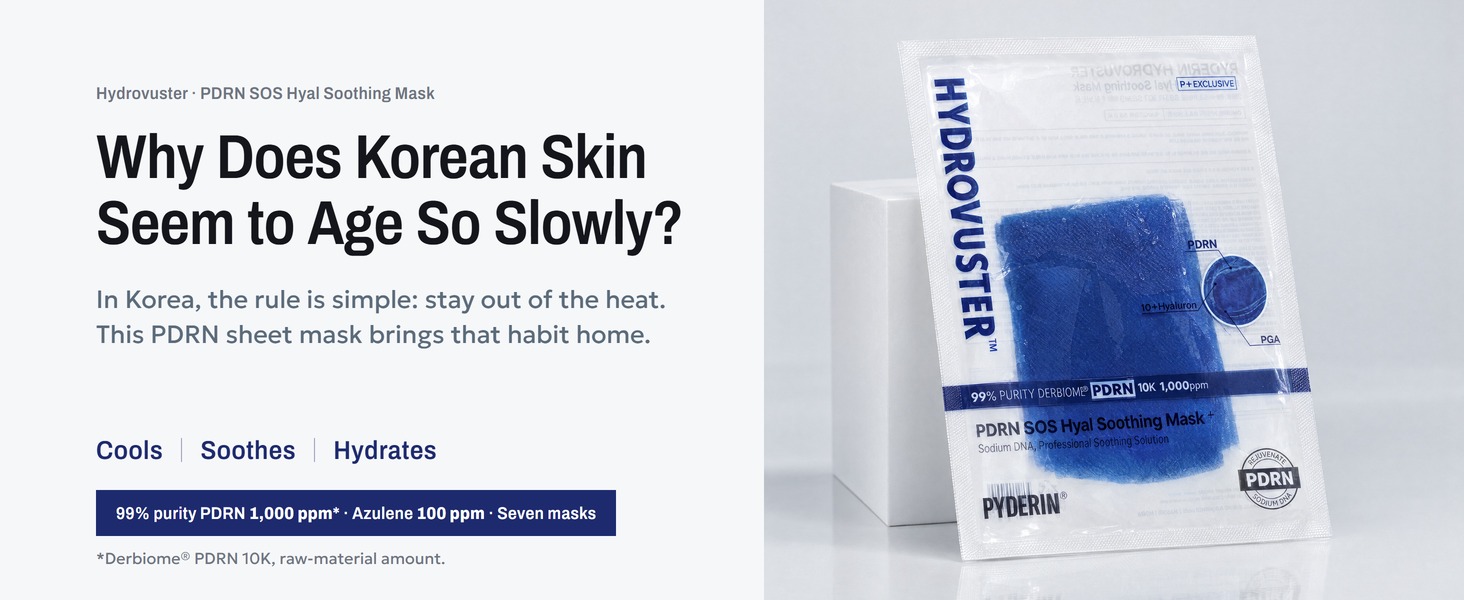 Hydrovuster · PDRN SOS Hyal Soothing Mask
Why Does Korean Skin
Seem to Age So Slowly?
In Korea, the rule is simple: stay out of the heat.
This PDRN sheet mask brings that habit home.
Cools | Soothes | Hydrates
99% purity PDRN 1,000 ppm* · Azulene 100 ppm · Seven masks
*Derbiome® PDRN 10K, raw-material amount.
P+EXCLUSIVE
HYDROVUSTER™
PDRN
10+Hyaluron
PGA
99% PURITY DERBIOME® PDRN 10K 1,000ppm
PDRN SOS Hyal Soothing Mask+
Sodium DNA, Professional Soothing Solution
PYDERIN®
REJUVENATE
PDRN
SODIUM DNA